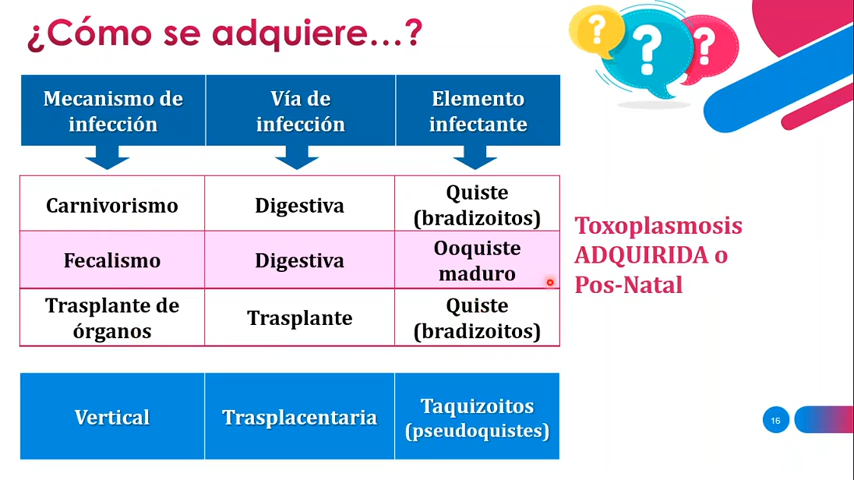 ¿Cómo se adquiere...?
? ? ?
Mecanismo de
infección
Vía de
infección
Elemento
infectante
Carnivorismo
Digestiva
Quiste
(bradizoitos)
Fecalismo
Digestiva
Ooquiste
maduro
Trasplante de
órganos
Trasplante
Quiste
(bradizoitos)
Toxoplasmosis
ADQUIRIDA o
Pos-Natal
Vertical
Trasplacentaria
Taquizoitos
(pseudoquistes)
16